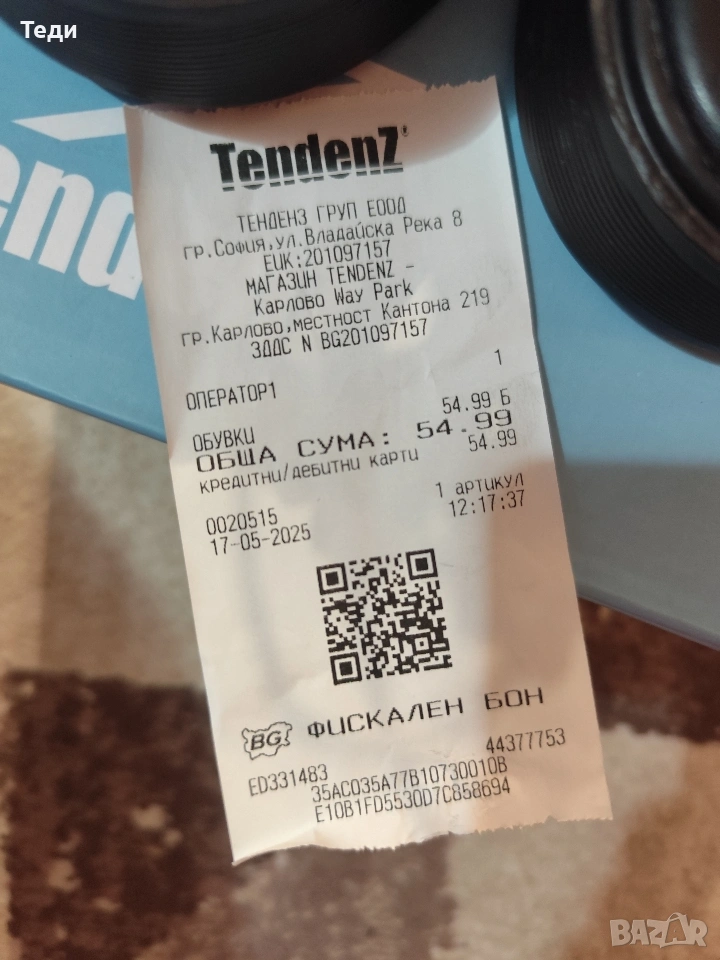 Теди
end
TendenZ
ТЕНДЕНЗ ГРУП ЕООД
гр.София,ул.Владайска Река 8
ЕИК:201097157
МАГАЗИН TENDENZ -
Карлово Way Park
гр.Карлово,местност Кантона 219
ЗДДС N BG201097157
ОПЕРАТОР1 1
ОБУВКИ 54.99 Б
ОБЩА СУМА: 54.99
кредитни/дебитни карти 54.99
1 артикул
0020515 12:17:37
17-05-2025
BG ФИСКАЛЕН БОН
ED331483 44377753
35AC035A77B10730010B
E10B1FD5530D7C858694
BAZAR